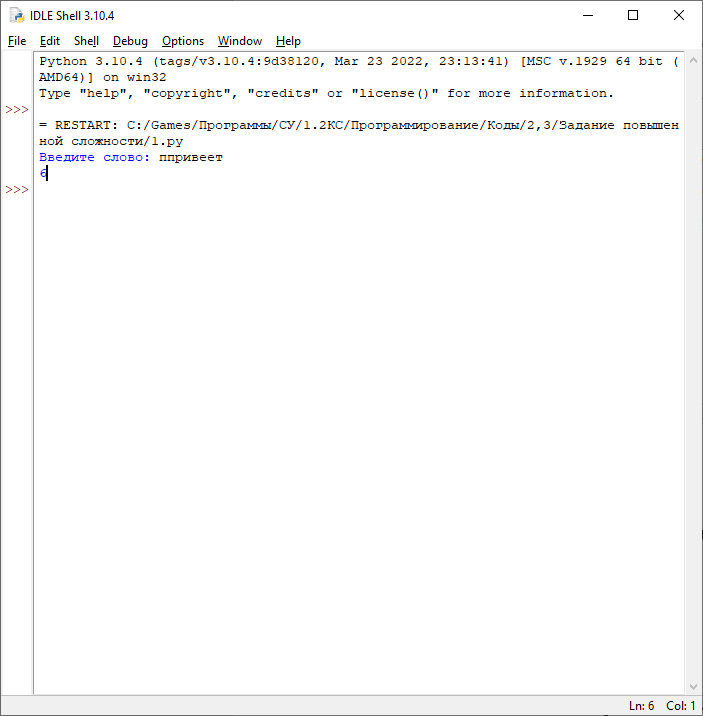 IDLE Shell 3.10.4
File Edit Shell Debug Options Window Help
Python 3.10.4 (tags/v3.10.4:9d38120, Mar 23 2022, 23:13:41) [MSC v.1929 64 bit (
AMD64)] on win32
Type "help", "copyright", "credits" or "license()" for more information.
>>>
= RESTART: C:/Games/Программы/СУ/1.2КС/Программирование/Коды/2,3/Задание повышен
ной сложности/1.py
Введите слово: ппривеет
6
>>>
Ln: 6 Col: 1